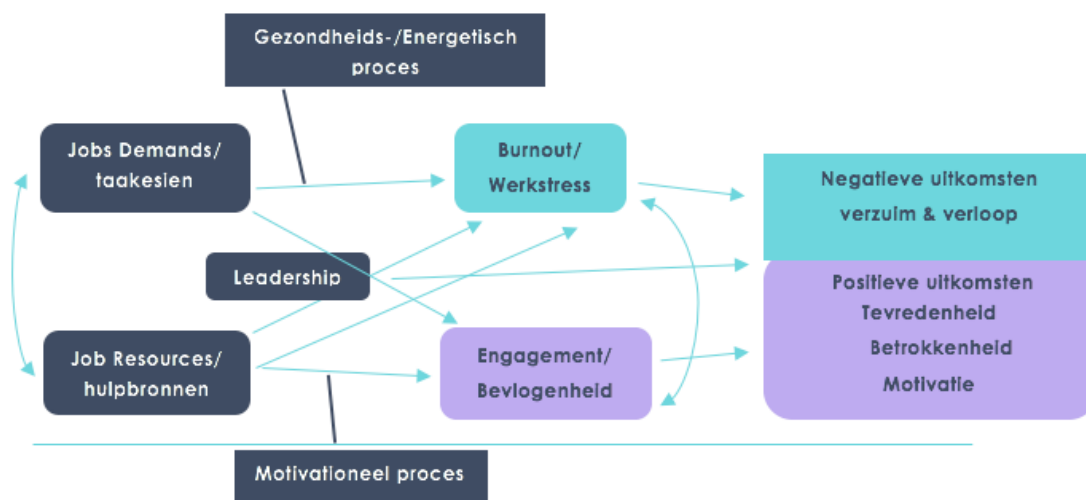 Gezondheids-/Energetisch
proces
Jobs Demands/
taakesien
Burnout/
Werkstress
Negatieve uitkomsten
verzuim & verloop
Leadership
Positieve uitkomsten
Tevredenheid
Betrokkenheid
Motivatie
Job Resources/
hulpbronnen
Engagement/
Bevlogenheid
Motivationeel proces